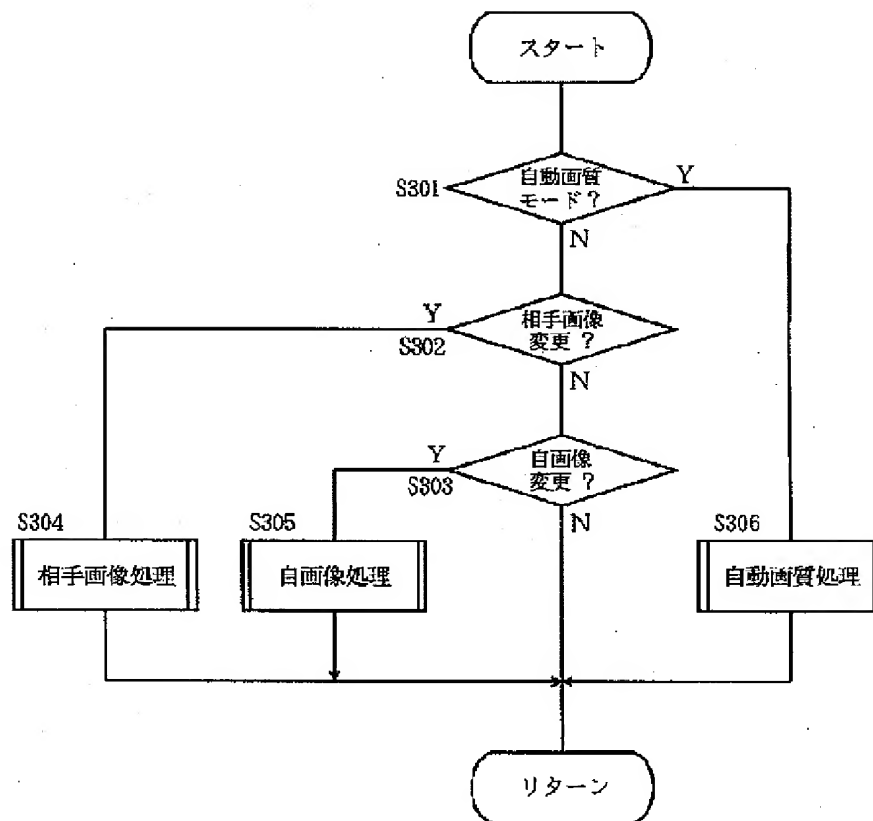 スタート
S301
自動画質
モード?
Y
N
Y
S302
相手画像
変更 ?
N
Y
S303
自画像
変更 ?
N
S304
相手画像処理
S305
自画像処理
S306
自動画質処理
リターン